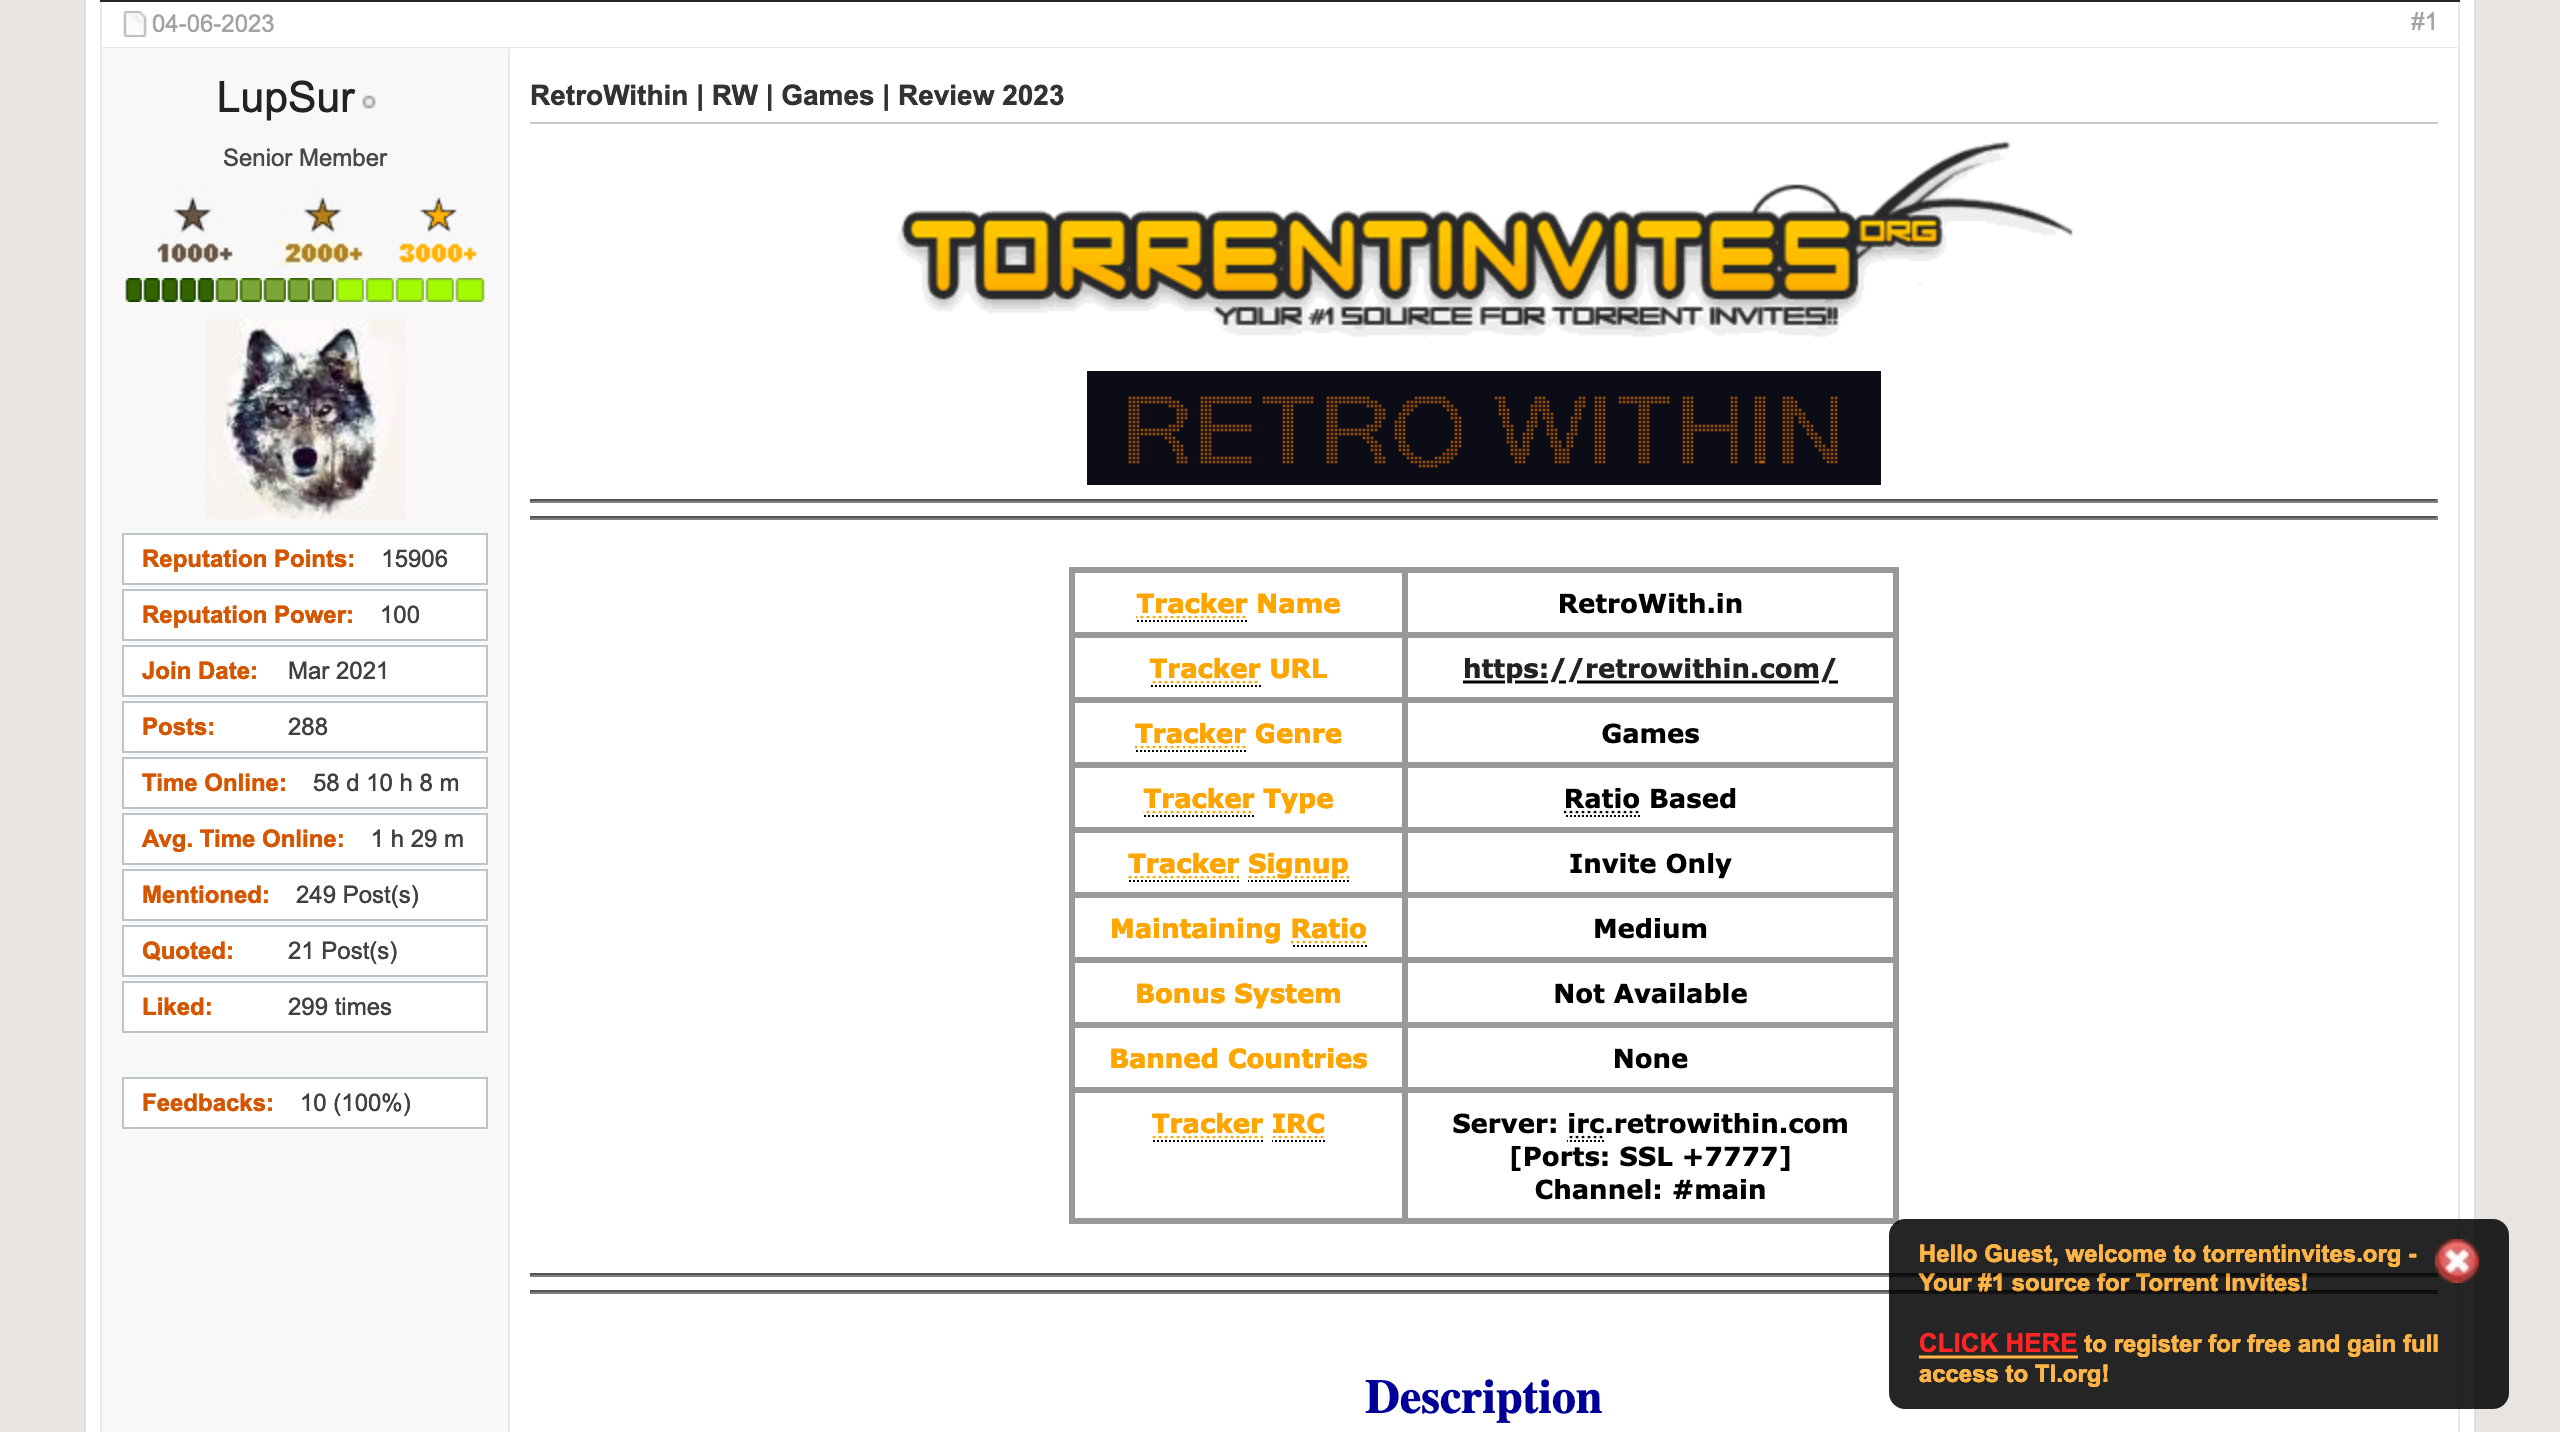 04-06-2023
#1
LupSur
Senior Member
1000+ 2000+ 3000+
Reputation Points: 15906
Reputation Power: 100
Join Date: Mar 2021
Posts: 288
Time Online: 58 d 10 h 8 m
Avg. Time Online: 1 h 29 m
Mentioned: 249 Post(s)
Quoted: 21 Post(s)
Liked: 299 times
Feedbacks: 10 (100%)
RetroWithin | RW | Games | Review 2023
TORRENTINVITES ORG
YOUR #1 SOURCE FOR TORRENT INVITES!!
RETRO WITHIN
Tracker Name RetroWith.in
Tracker URL https://retrowithin.com/
Tracker Genre Games
Tracker Type Ratio Based
Tracker Signup Invite Only
Maintaining Ratio Medium
Bonus System Not Available
Banned Countries None
Tracker IRC Server: irc.retrowithin.com
[Ports: SSL +7777]
Channel: #main
Description
Hello Guest, welcome to torrentinvites.org -
Your #1 source for Torrent Invites!
CLICK HERE to register for free and gain full
access to TI.org!